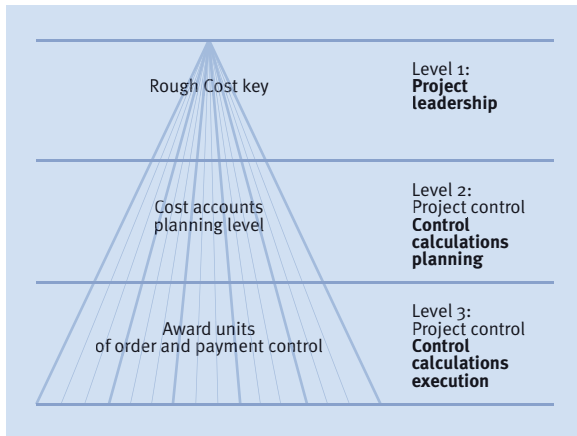 Rough Cost key
Level 1:
Project
leadership
Cost accounts
planning level
Level 2:
Project control
Control
calculations
planning
Award units
of order and payment control
Level 3:
Project control
Control
calculations
execution